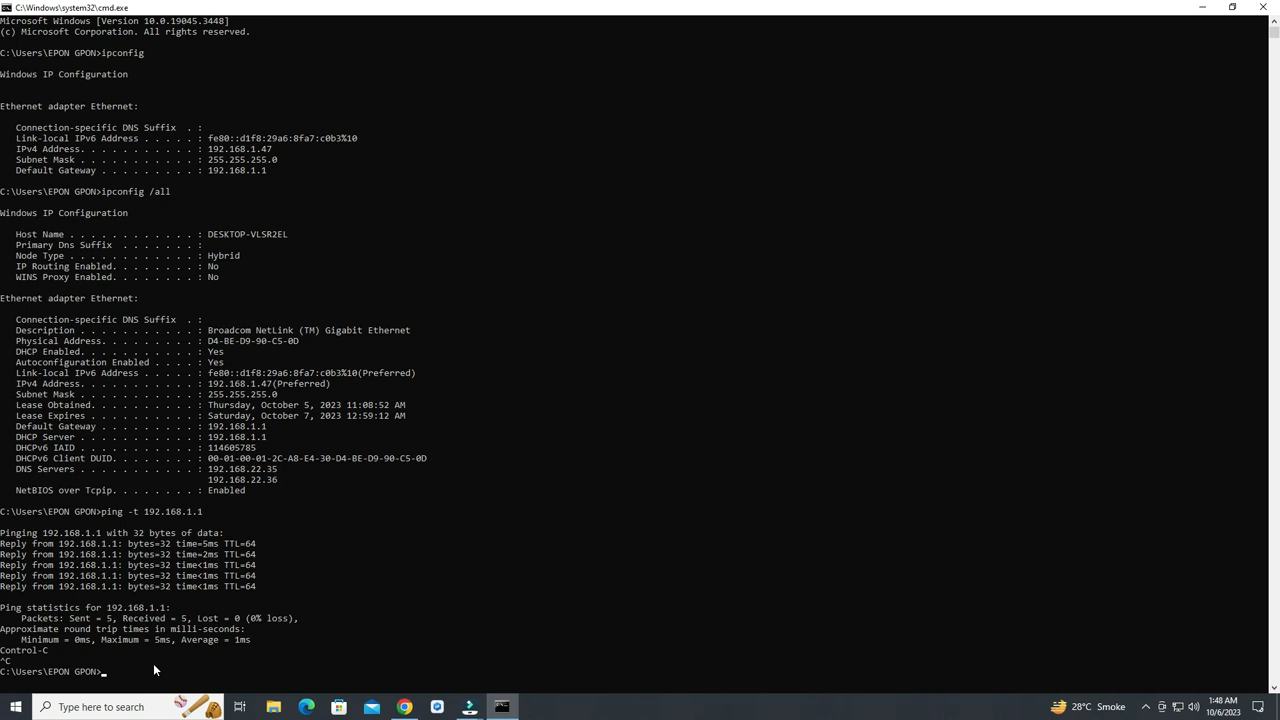 C:\Windows\system32\cmd.exe
Microsoft Windows [Version 10.0.19045.3448]
(c) Microsoft Corporation. All rights reserved.
C:\Users\EPON GPON>ipconfig
Windows IP Configuration
Ethernet adapter Ethernet:
Connection-specific DNS Suffix . :
Link-local IPv6 Address . . . . . : fe80::d1f8:29a6:8fa7:c0b3%10
IPv4 Address. . . . . . . . . . . : 192.168.1.47
Subnet Mask . . . . . . . . . . . : 255.255.255.0
Default Gateway . . . . . . . . . : 192.168.1.1
C:\Users\EPON GPON>ipconfig /all
Windows IP Configuration
Host Name . . . . . . . . . . . . : DESKTOP-VLSR2EL
Primary Dns Suffix . . . . . . . :
Node Type . . . . . . . . . . . . : Hybrid
IP Routing Enabled. . . . . . . . : No
WINS Proxy Enabled. . . . . . . . : No
Ethernet adapter Ethernet:
Connection-specific DNS Suffix . :
Description . . . . . . . . . . . : Broadcom NetLink (TM) Gigabit Ethernet
Physical Address. . . . . . . . . : D4-BE-D9-90-C5-0D
DHCP Enabled. . . . . . . . . . . : Yes
Autoconfiguration Enabled . . . . : Yes
Link-local IPv6 Address . . . . . : fe80::d1f8:29a6:8fa7:c0b3%10(Preferred)
IPv4 Address. . . . . . . . . . . : 192.168.1.47(Preferred)
Subnet Mask . . . . . . . . . . . : 255.255.255.0
Lease Obtained. . . . . . . . . . : Thursday, October 5, 2023 11:08:52 AM
Lease Expires . . . . . . . . . . : Saturday, October 7, 2023 12:59:12 AM
Default Gateway . . . . . . . . . : 192.168.1.1
DHCP Server . . . . . . . . . . . : 192.168.1.1
DHCPv6 IAID . . . . . . . . . . . : 114605785
DHCPv6 Client DUID. . . . . . . . : 00-01-00-01-2C-A8-E4-30-D4-BE-D9-90-C5-0D
DNS Servers . . . . . . . . . . . : 192.168.22.35
192.168.22.36
NetBIOS over Tcpip. . . . . . . . : Enabled
C:\Users\EPON GPON>ping -t 192.168.1.1
Pinging 192.168.1.1 with 32 bytes of data:
Reply from 192.168.1.1: bytes=32 time=5ms TTL=64
Reply from 192.168.1.1: bytes=32 time=2ms TTL=64
Reply from 192.168.1.1: bytes=32 time<1ms TTL=64
Reply from 192.168.1.1: bytes=32 time<1ms TTL=64
Reply from 192.168.1.1: bytes=32 time<1ms TTL=64
Ping statistics for 192.168.1.1:
Packets: Sent = 5, Received = 5, Lost = 0 (0% loss),
Approximate round trip times in milli-seconds:
Minimum = 0ms, Maximum = 5ms, Average = 1ms
Control-C
^C
C:\Users\EPON GPON>_
Type here to search
28°C Smoke
1:48 AM
10/6/2023